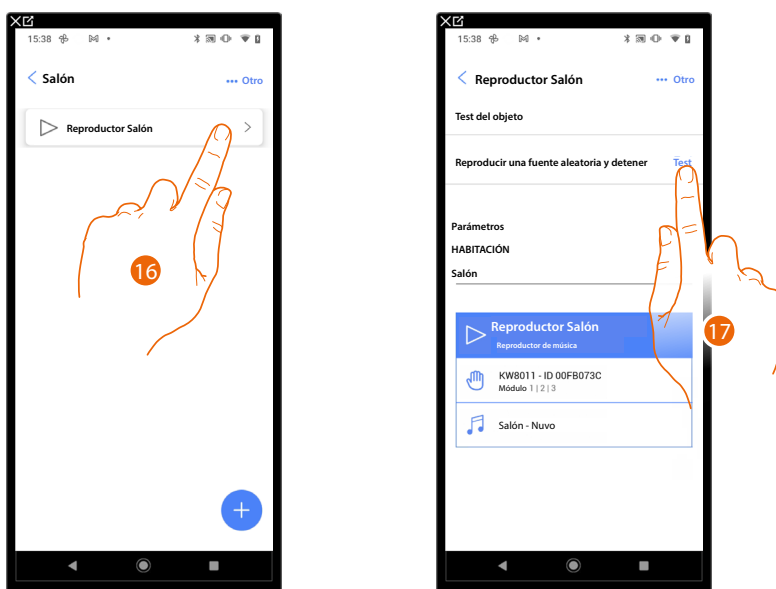 15:38
Salón
••• Otro
Reproductor Salón
16
15:38
Reproductor Salón
••• Otro
Test del objeto
Reproducir una fuente aleatoria y detener
Test
Parámetros
HABITACIÓN
Salón
17
Reproductor Salón
Reproductor de música
KW8011 - ID 00FB073C
Módulo 1 | 2 | 3
Salón - Nuvo